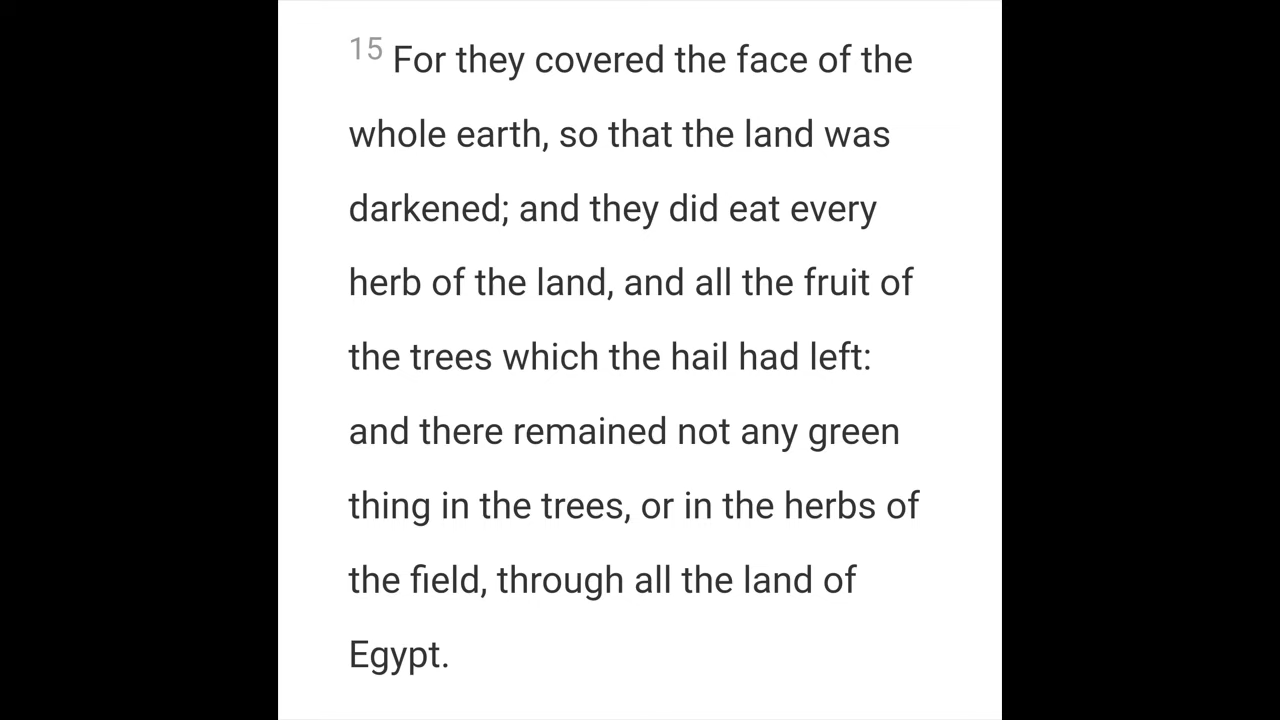 15 For they covered the face of the
whole earth, so that the land was
darkened; and they did eat every
herb of the land, and all the fruit of
the trees which the hail had left:
and there remained not any green
thing in the trees, or in the herbs of
the field, through all the land of
Egypt.